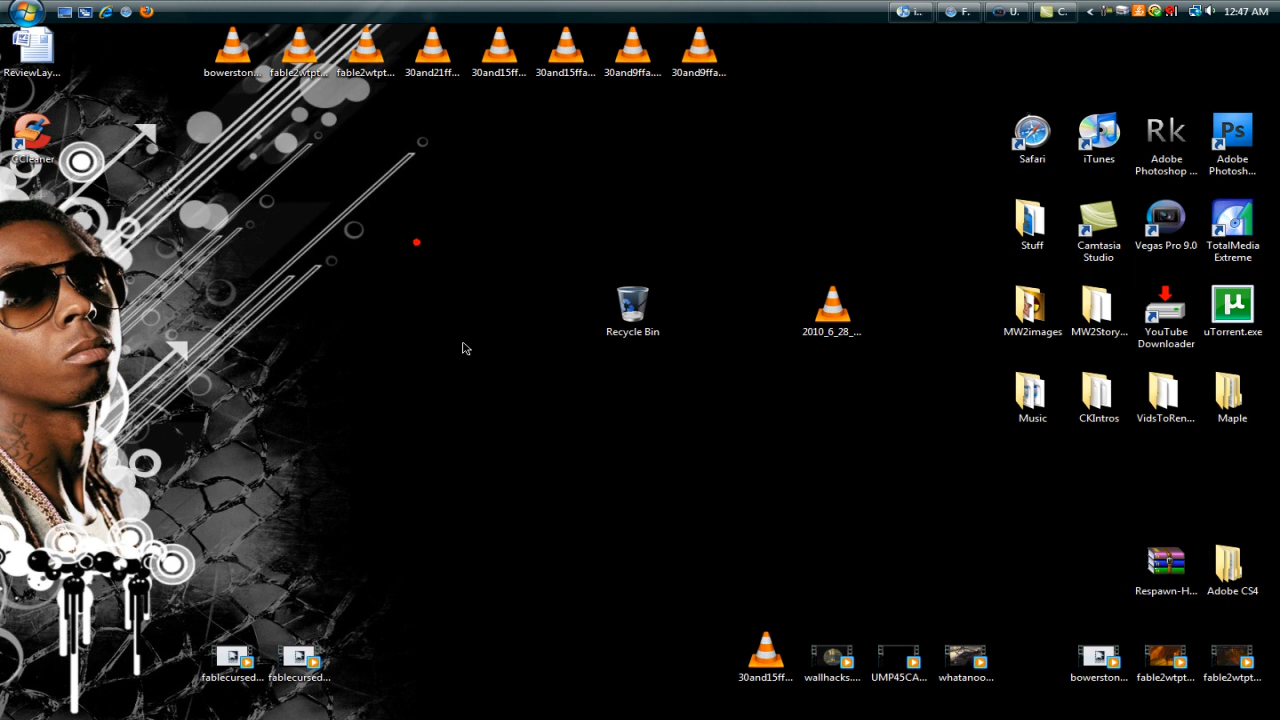 i..
F.
U.
C.
12:47 AM
ReviewLay...
bowerston...
fable2wtpt...
fable2wtpt...
30and21ff...
30and15ff...
30and15ffa...
30and9ffa....
30and9ffa...
CCleaner
Safari
iTunes
Rk
Adobe
Photoshop ...
Ps
Adobe
Photosh...
Stuff
Camtasia
Studio
Vegas Pro 9.0
TotalMedia
Extreme
Recycle Bin
2010_6_28_...
MW2images
MW2Story...
YouTube
Downloader
µ
uTorrent.exe
Music
CKIntros
VidsToRen...
Maple
Respawn-H...
Adobe CS4
fablecursed...
fablecursed...
30and15ff...
wallhacks....
UMP45CA...
whatanoo...
bowerston...
fable2wtpt...
fable2wtpt...